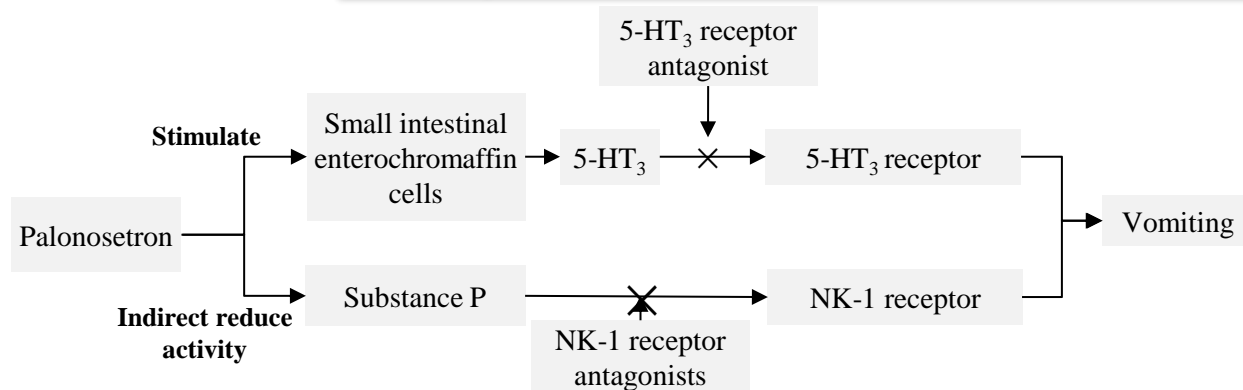 5-HT₃ receptor
antagonist
Stimulate
Small intestinal
enterochromaffin
cells
5-HT₃
5-HT₃ receptor
Palonosetron
Vomiting
Substance P
NK-1 receptor
Indirect reduce
activity
NK-1 receptor
antagonists